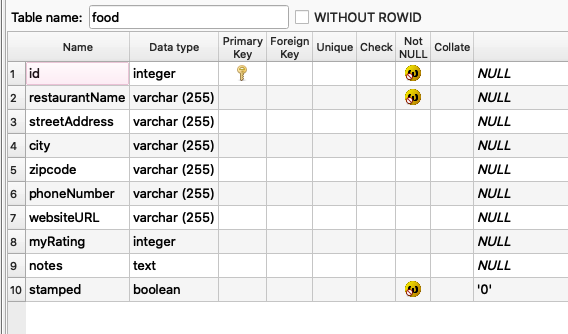 Table name: food WITHOUT ROWID
Name Data type Primary Key Foreign Key Unique Check Not NULL Collate
1 id integer NULL
2 restaurantName varchar (255) NULL
3 streetAddress varchar (255) NULL
4 city varchar (255) NULL
5 zipcode varchar (255) NULL
6 phoneNumber varchar (255) NULL
7 websiteURL varchar (255) NULL
8 myRating integer NULL
9 notes text NULL
10 stamped boolean '0'